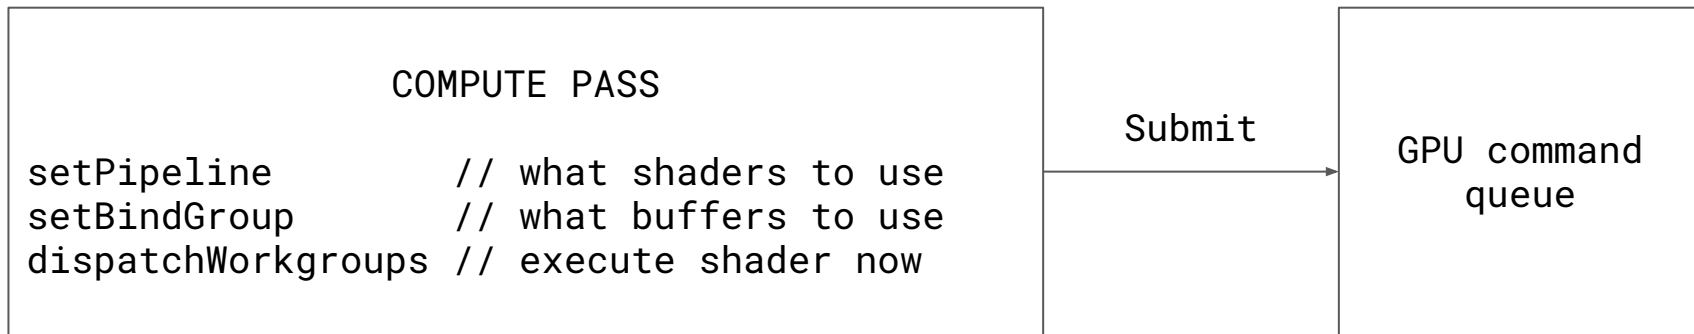 COMPUTE PASS
setPipeline          // what shaders to use
setBindGroup         // what buffers to use
dispatchWorkgroups // execute shader now
Submit
GPU command
queue